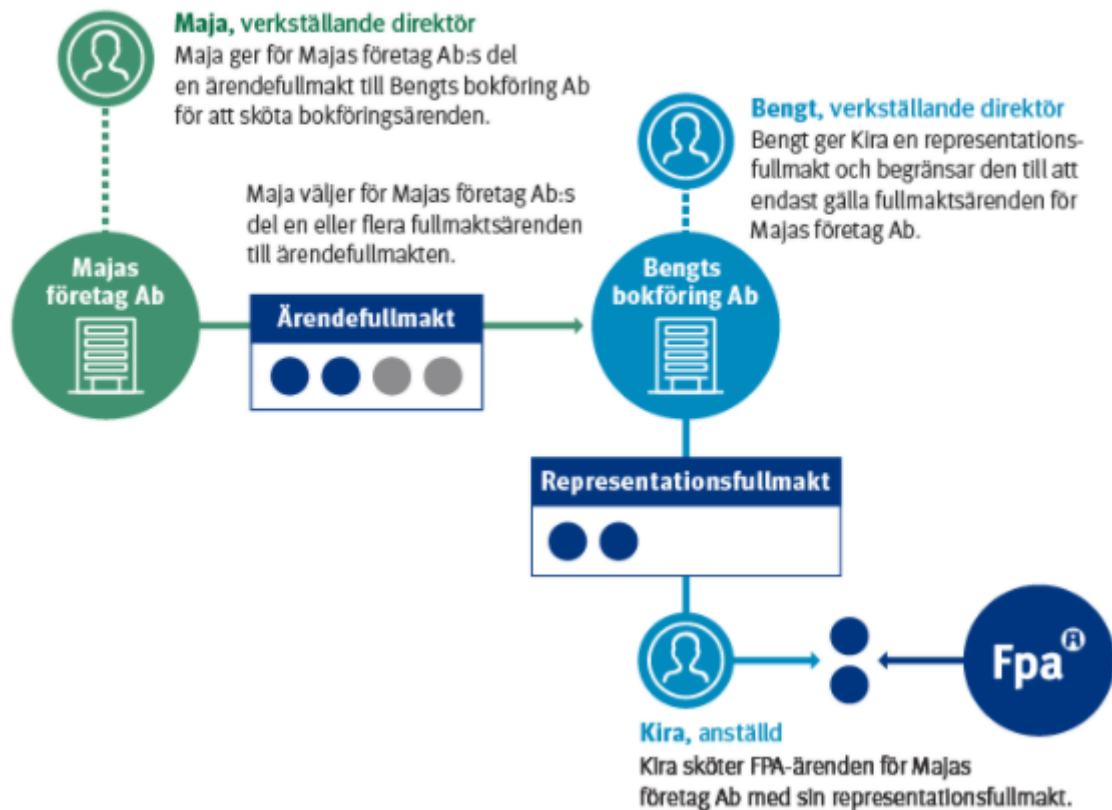 Maja, verkställande direktör
Maja ger för Majas företag Ab:s del
en ärendefullmakt till Bengts bokföring Ab
för att sköta bokföringsärenden.
Bengt, verkställande direktör
Bengt ger Kira en representations-
fullmakt och begränsar den till att
endast gälla fullmaktsärenden för
Majas företag Ab.
Maja väljer för Majas företag Ab:s
del en eller flera fullmaktsärenden
till ärendefullmakten.
Majas
företag Ab
Ärendefullmakt
Bengts
bokföring Ab
Representationsfullmakt
Fpa
Kira, anställd
Kira sköter FPA-ärenden för Majas
företag Ab med sin representationsfullmakt.